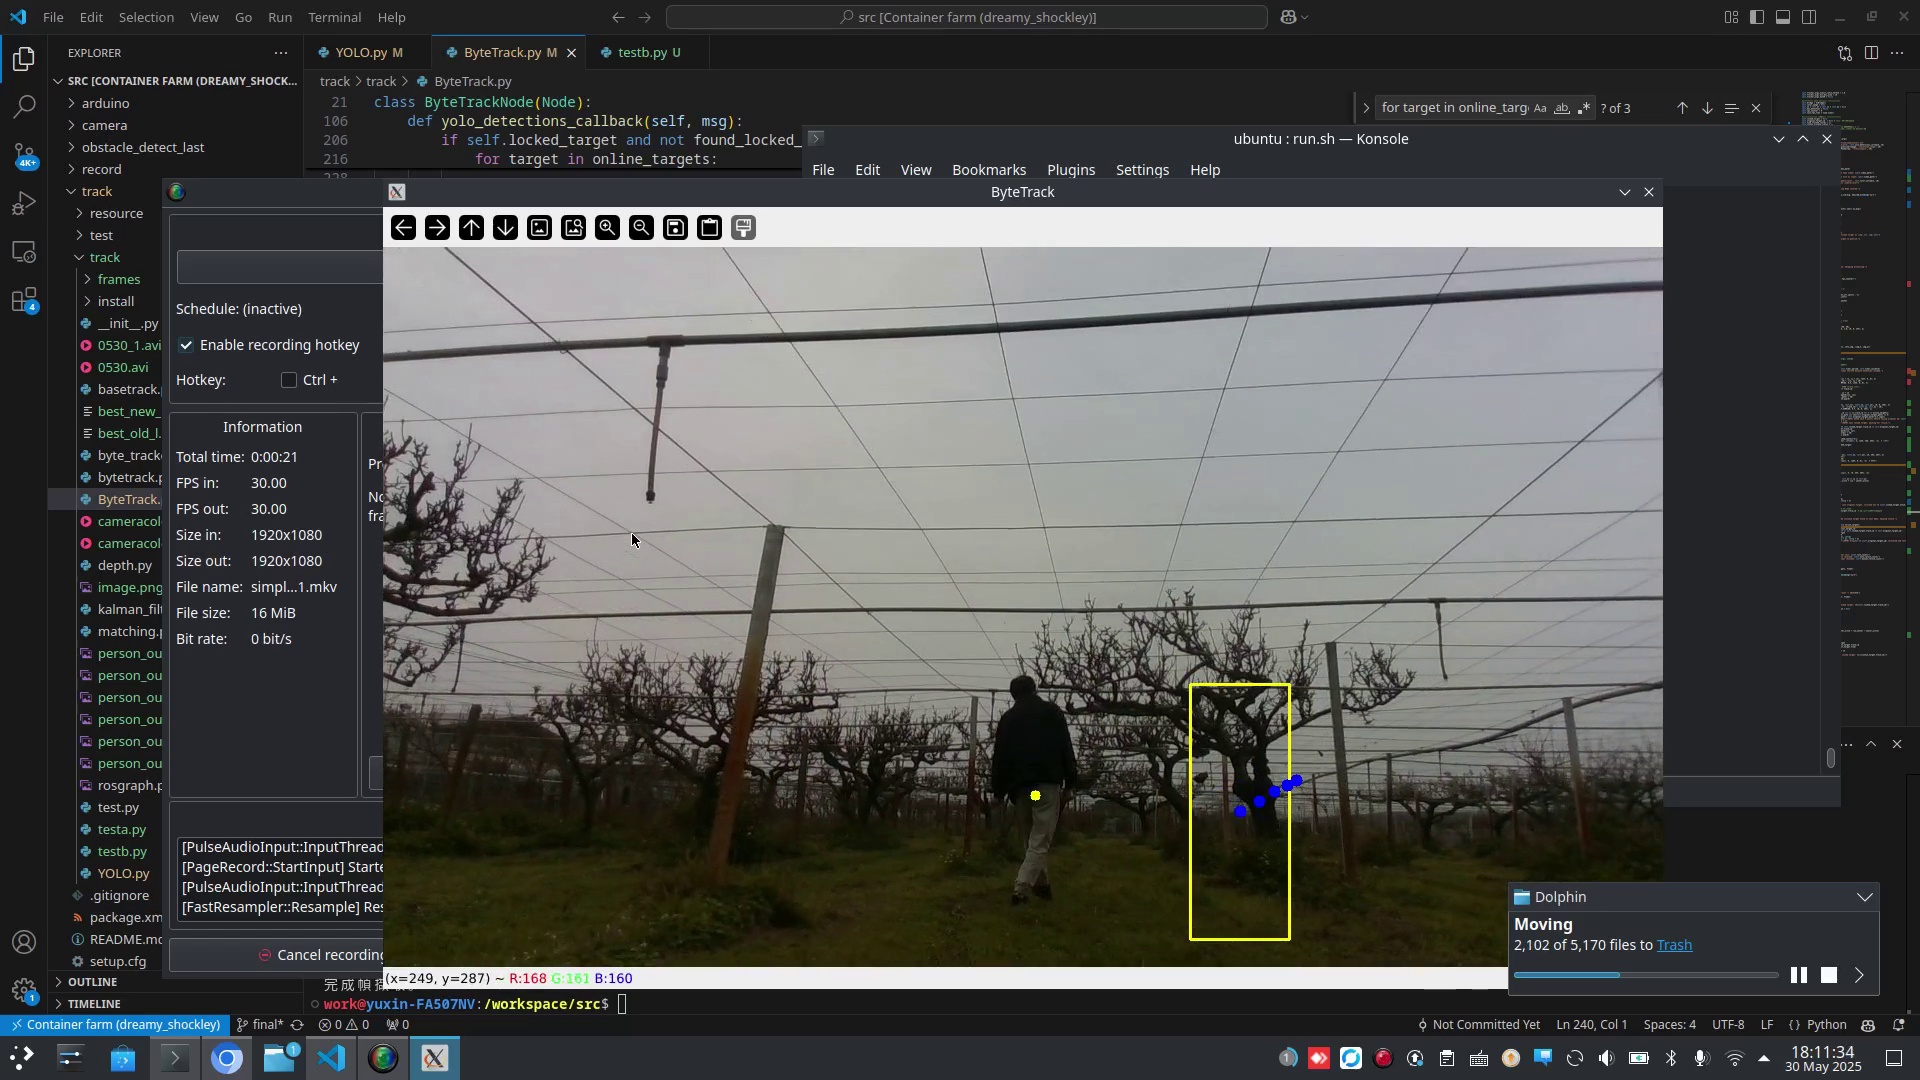 File Edit Selection View Go Run Terminal Help
src [Container farm (dreamy_shockley)]
EXPLORER
SRC [CONTAINER FARM (DREAMY_SHOCK...
arduino
camera
obstacle_detect_last
record
track
resource
test
track
frames
install
__init__.py
0530_1.avi
0530.avi
basetrack.
best_new_
best_old_l.
byte_track
bytetrack.p
ByteTrack.
cameracol
cameracol
depth.py
image.png
kalman_filt
matching.p
person_ou
person_ou
person_ou
person_ou
person_ou
person_ou
rosgraph.p
test.py
testa.py
testb.py
YOLO.py
.gitignore
package.xm
README.md
setup.cfg
OUTLINE
TIMELINE
4K+
4
1
YOLO.py M
ByteTrack.py M
testb.py U
track > track > ByteTrack.py
21 class ByteTrackNode(Node):
106 def yolo_detections_callback(self, msg):
206 if self.locked_target and not found_locked_
216 for target in online_targets:
228
for target in online_targ
Aa ab .*
? of 3
ubuntu : run.sh — Konsole
File Edit View Bookmarks Plugins Settings Help
Schedule: (inactive)
Enable recording hotkey
Hotkey: Ctrl +
Information
Total time: 0:00:21
FPS in: 30.00
FPS out: 30.00
Size in: 1920x1080
Size out: 1920x1080
File name: simpl...1.mkv
File size: 16 MiB
Bit rate: 0 bit/s
Pr
No
fra
[PulseAudioInput::InputThread
[PageRecord::StartInput] Starte
[PulseAudioInput::InputThread
[FastResampler::Resample] Res
Cancel recording
ByteTrack
(x=249, y=287) ~ R:168 G:161 B:160
work@yuxin-FA507NV:/workspace/src$
Dolphin
Moving
2,102 of 5,170 files to Trash
Container farm (dreamy_shockley)
final*
0 0
0
Not Committed Yet
Ln 240, Col 1
Spaces: 4
UTF-8
LF
{} Python
1
1
18:11:34
30 May 2025